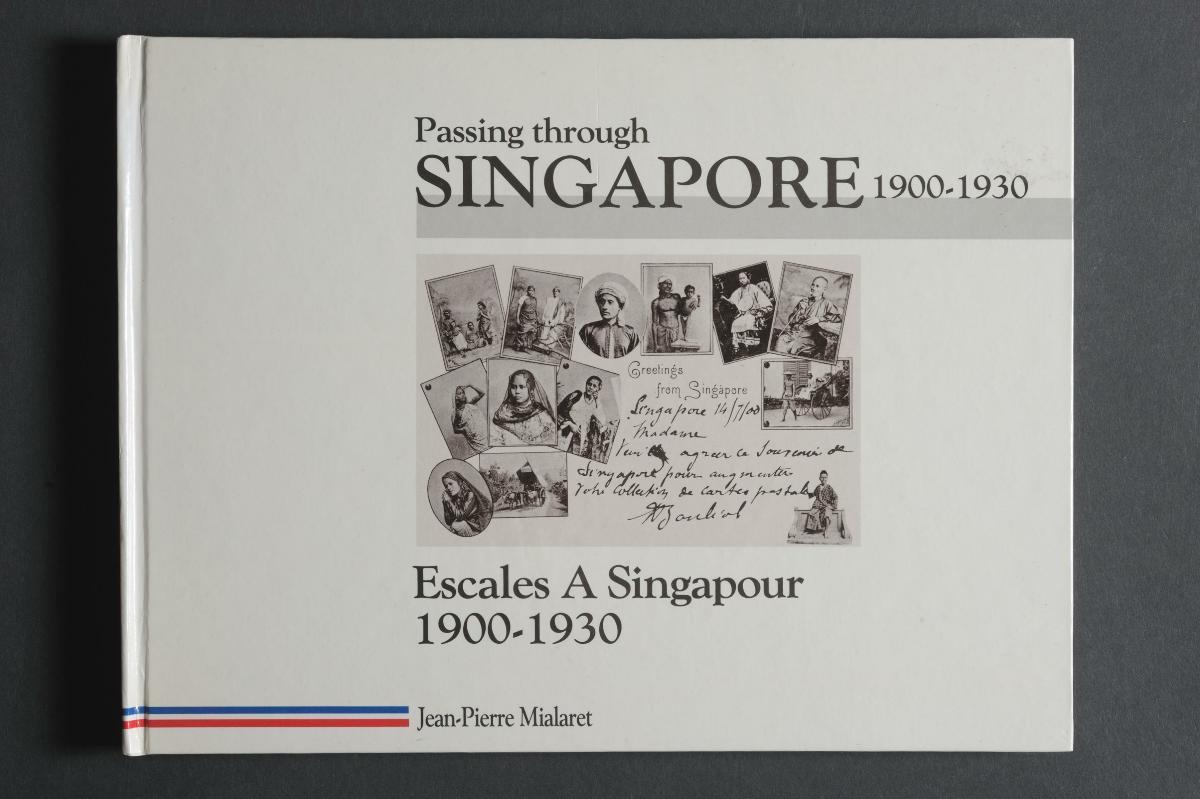 Passing through
SINGAPORE 1900-1930
Greetings
from Singapore
Singapore 14/7/00
Madame
agréer ce Souvenir de
Singapore pour augmenter
Votre Collection de cartes postales
Escales A Singapour
1900-1930
Jean-Pierre Mialaret